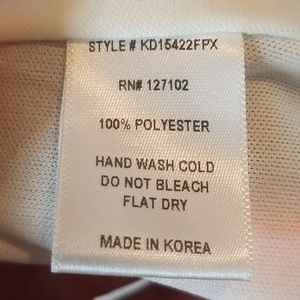 STYLE # KD15422FPX
RN# 127102
100% POLYESTER
HAND WASH COLD
DO NOT BLEACH
FLAT DRY
MADE IN KOREA